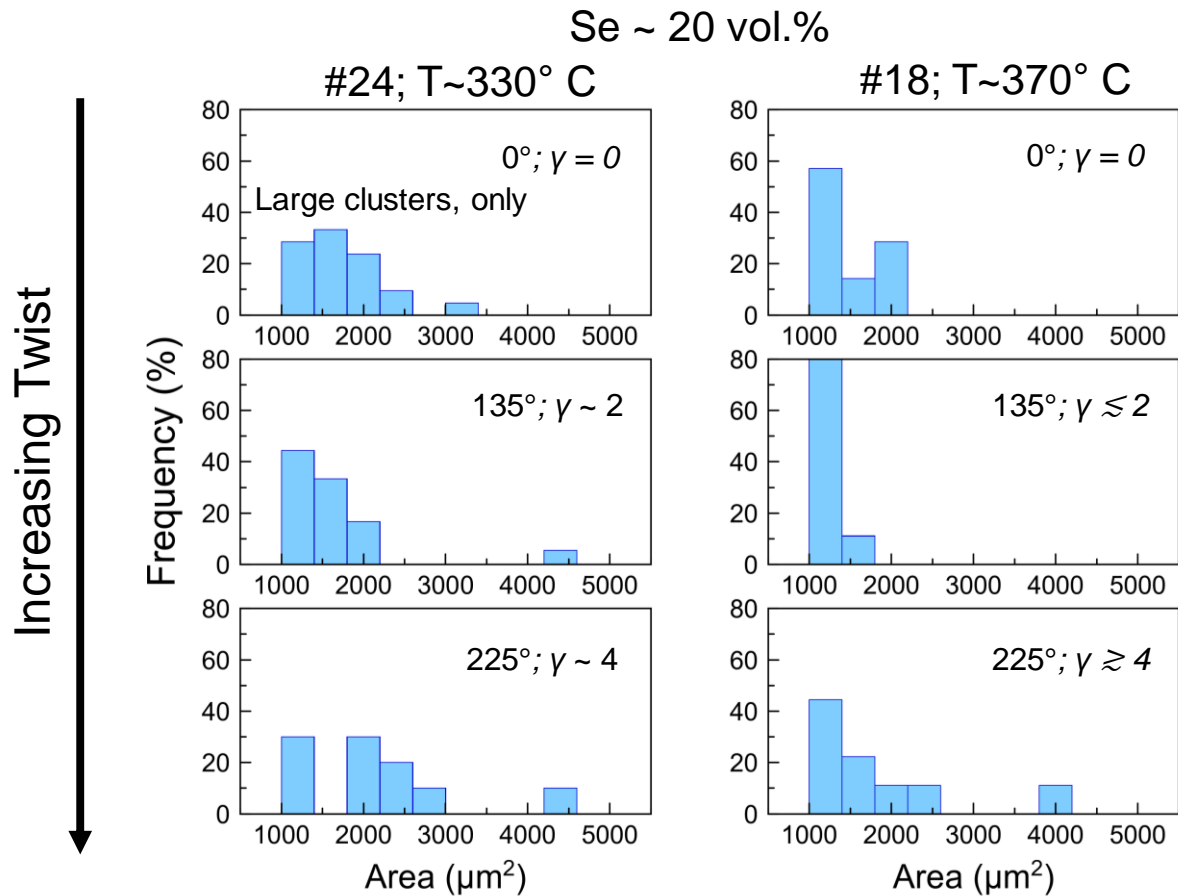 Se ~ 20 vol.%
#24; T~330° C
#18; T~370° C
Increasing Twist
Frequency (%)
80
60
40
20
0
0°; γ = 0
Large clusters, only
1000 2000 3000 4000 5000
80
60
40
20
0
0°; γ = 0
1000 2000 3000 4000 5000
80
60
40
20
0
135°; γ ~ 2
1000 2000 3000 4000 5000
80
60
40
20
0
135°; γ ≲ 2
1000 2000 3000 4000 5000
80
60
40
20
0
225°; γ ~ 4
1000 2000 3000 4000 5000
Area (µm²)
80
60
40
20
0
225°; γ ≳ 4
1000 2000 3000 4000 5000
Area (µm²)